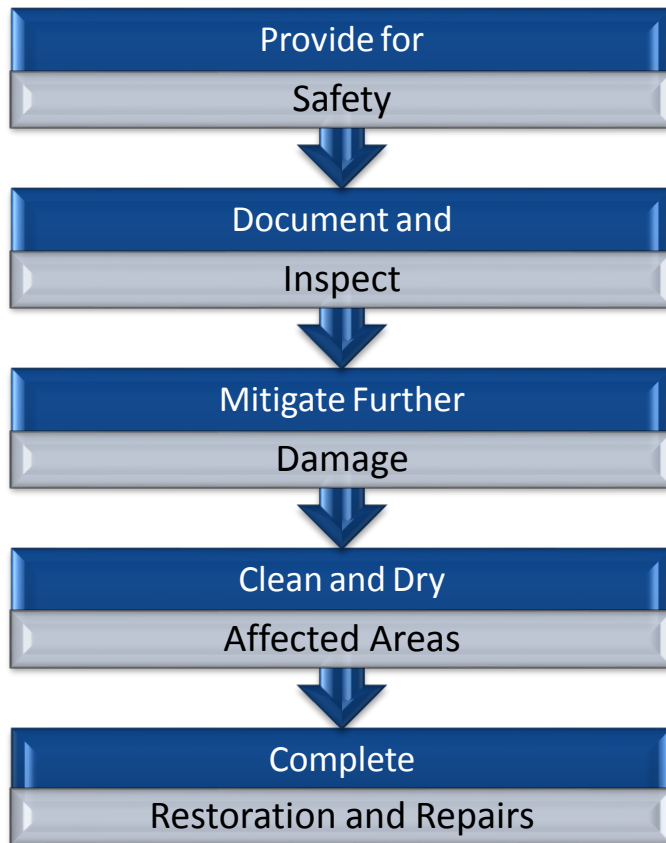 Provide for
Safety
Document and
Inspect
Mitigate Further
Damage
Clean and Dry
Affected Areas
Complete
Restoration and Repairs